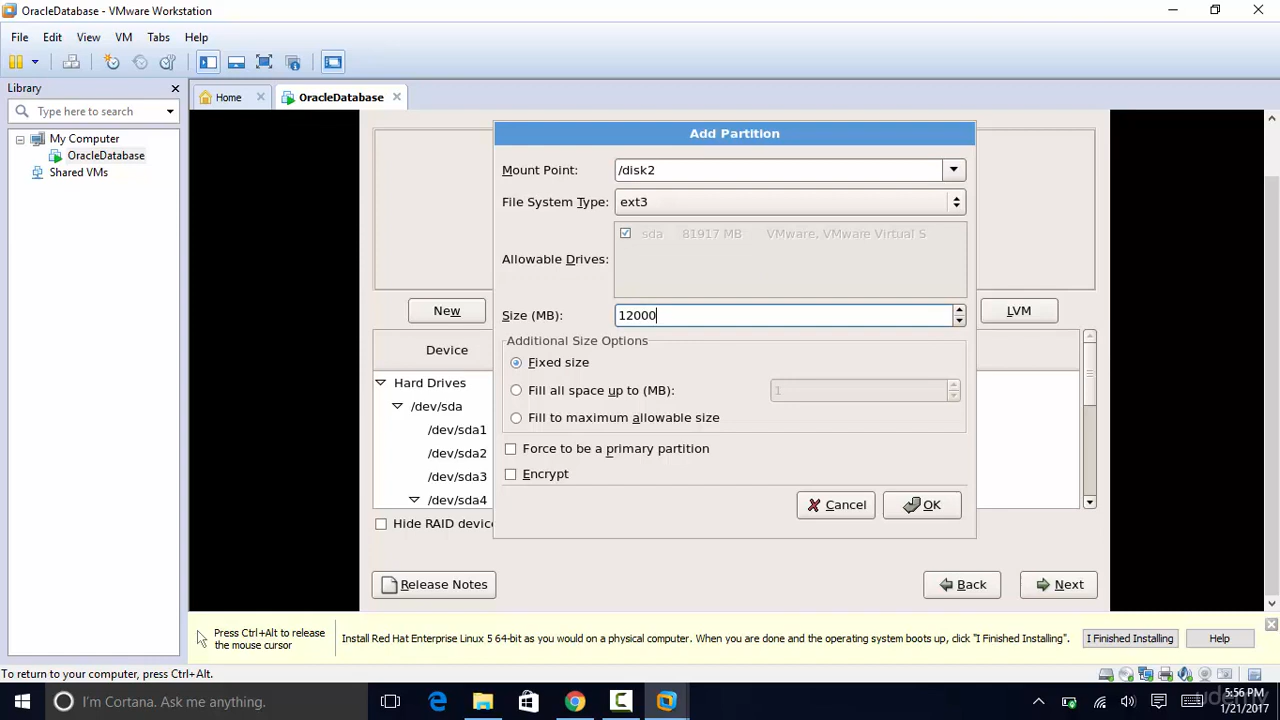 OracleDatabase - VMware Workstation
File Edit View VM Tabs Help
Library
Type here to search
My Computer
OracleDatabase
Shared VMs
Home
OracleDatabase
Add Partition
Mount Point: /disk2
File System Type: ext3
Allowable Drives:
sda 81917 MB VMware, VMware Virtual S
Size (MB): 12000
Additional Size Options
Fixed size
Fill all space up to (MB): 1
Fill to maximum allowable size
Force to be a primary partition
Encrypt
Cancel OK
New LVM
Device
Hard Drives
/dev/sda
/dev/sda1
/dev/sda2
/dev/sda3
/dev/sda4
Hide RAID device
Release Notes Back Next
Press Ctrl+Alt to release
the mouse cursor
Install Red Hat Enterprise Linux 5 64-bit as you would on a physical computer. When you are done and the operating system boots up, click "I Finished Installing".
I Finished Installing Help
To return to your computer, press Ctrl+Alt.
I'm Cortana. Ask me anything.
5:56 PM
1/21/2017
udemy